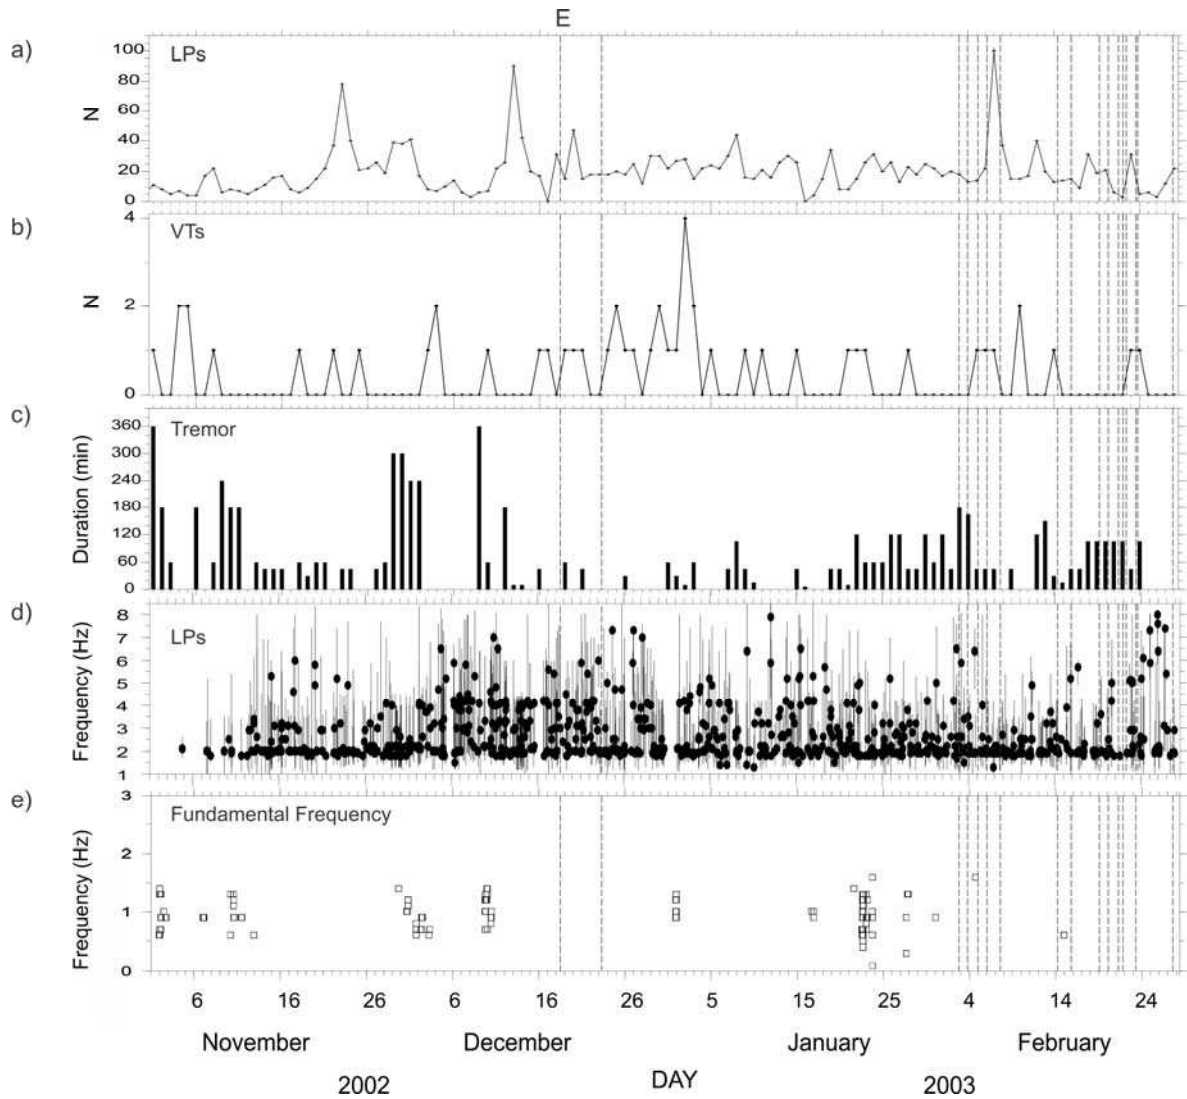 E
a)
LPs
N
100
80
60
40
20
0
b)
VTs
N
4
2
0
c)
Tremor
Duration (min)
360
300
240
180
120
60
0
d)
LPs
Frequency (Hz)
8
7
6
5
4
3
2
1
e)
Fundamental Frequency
Frequency (Hz)
3
2
1
0
6 16 26 6 16 26 5 15 25 4 14 24
November December January February
2002 DAY 2003